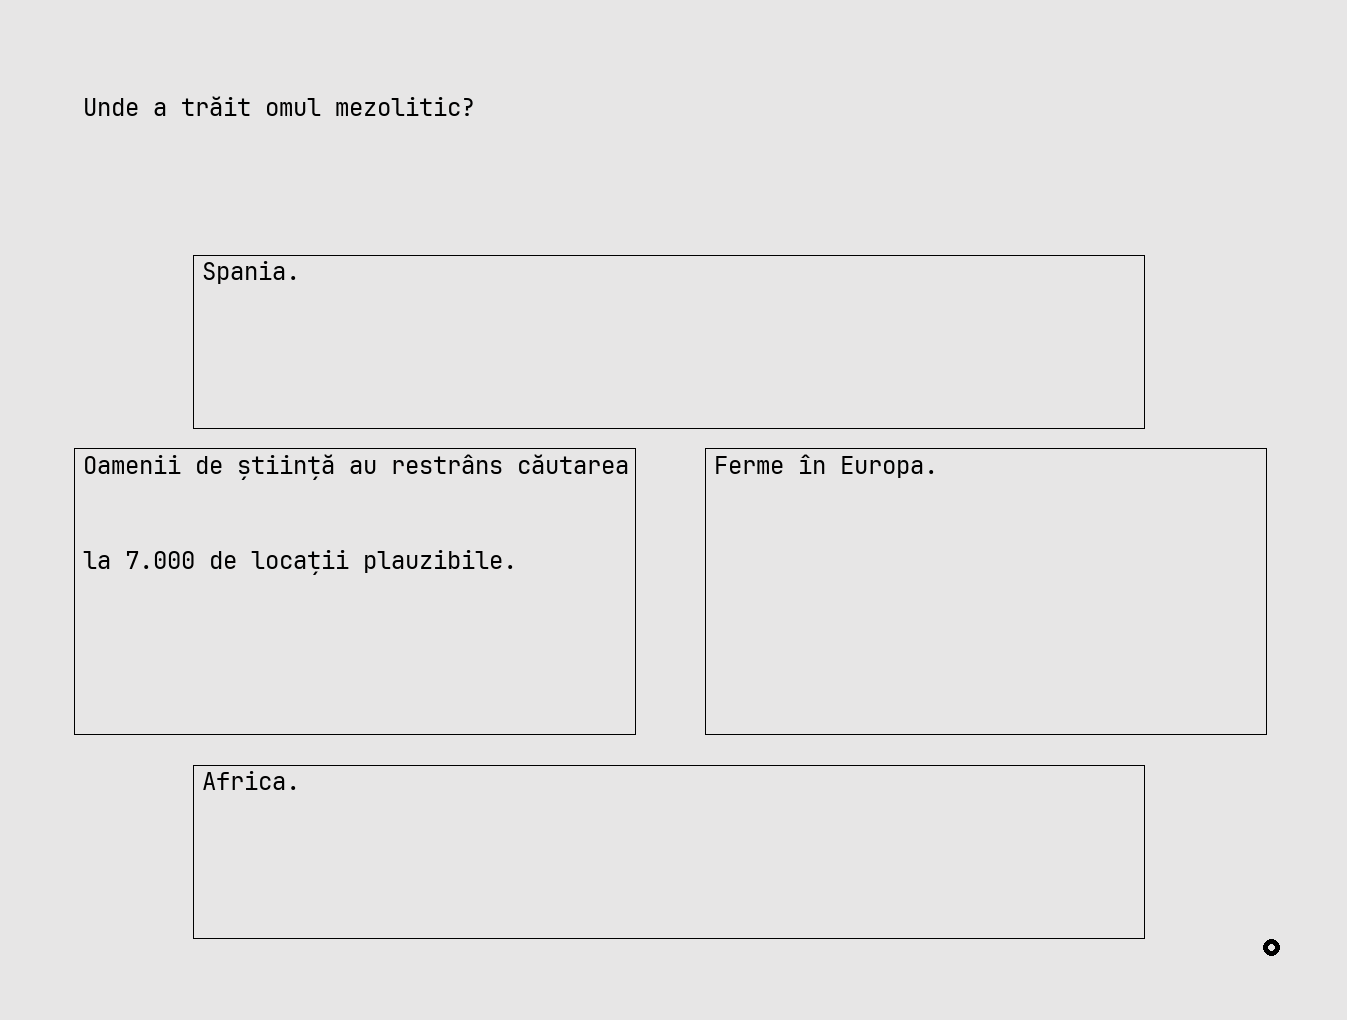 Unde a trăit omul mezolitic?
Spania.
Oamenii de știință au restrâns căutarea
la 7.000 de locații plauzibile.
Ferme în Europa.
Africa.